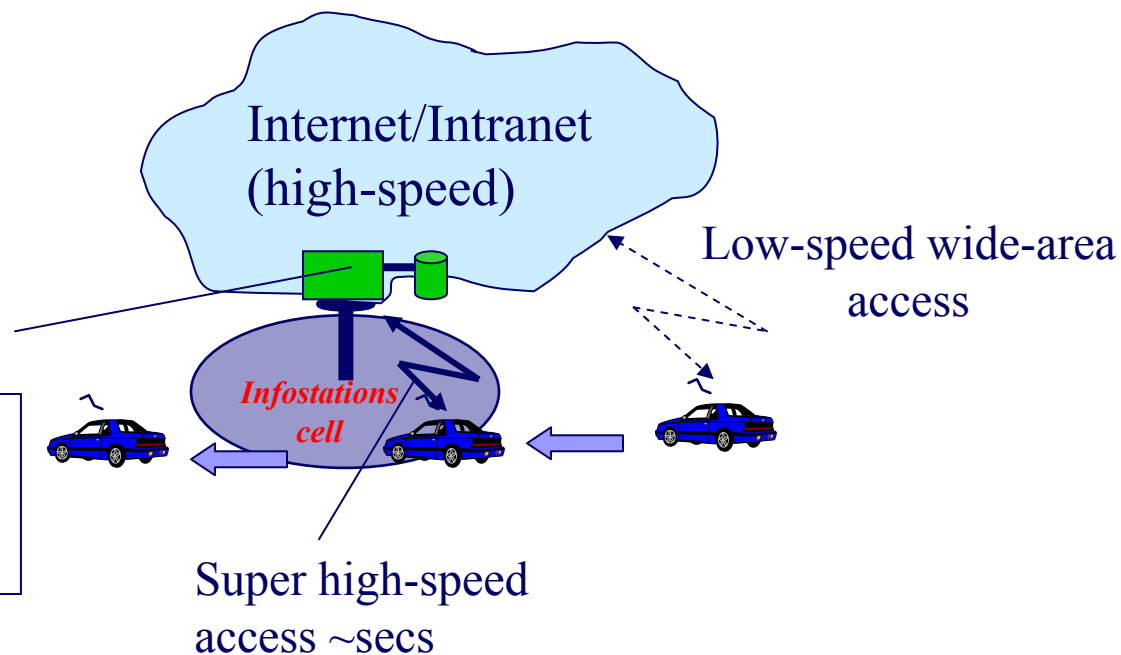 Internet/Intranet
(high-speed)
Low-speed wide-area
access
Infostations
cell
Super high-speed
access ~secs